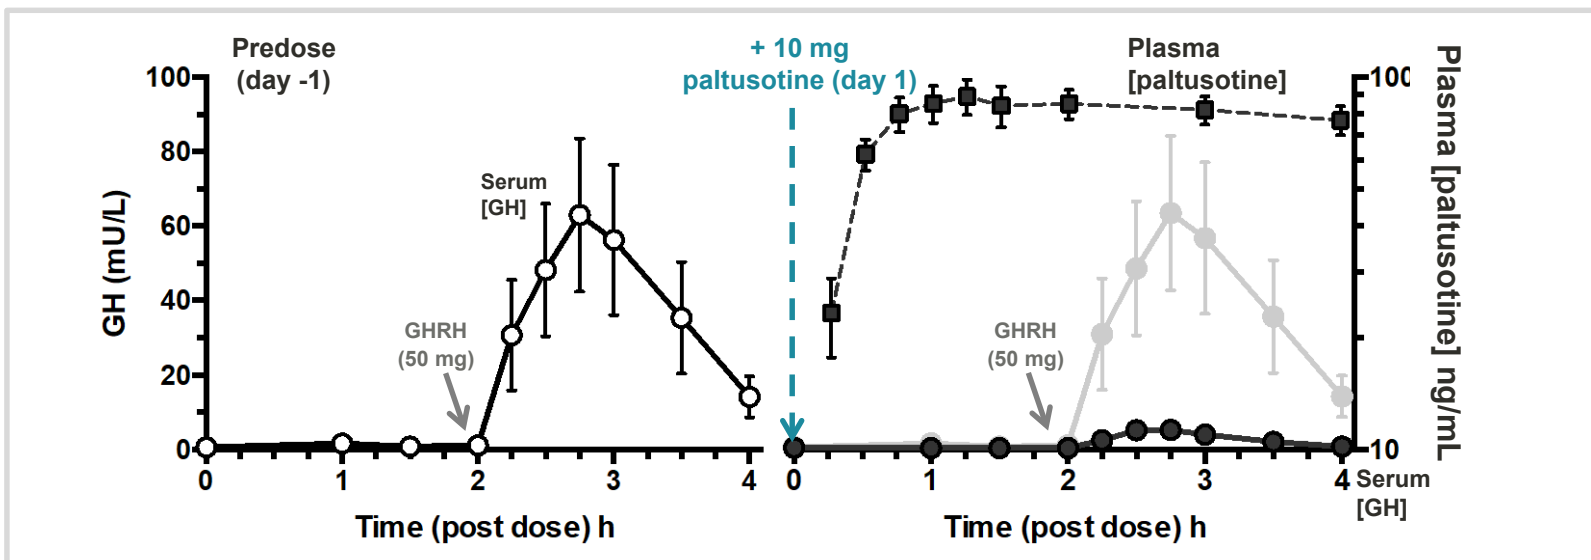 Predose
(day -1)
+ 10 mg
paltusotine (day 1)
Plasma
[paltusotine]
GH (mU/L)
100
80
60
40
20
0
Serum
[GH]
GHRH
(50 mg)
0 1 2 3 4
Time (post dose) h
GHRH
(50 mg)
0 1 2 3 4
Time (post dose) h
Serum
[GH]
100
10
Plasma [paltusotine] ng/mL